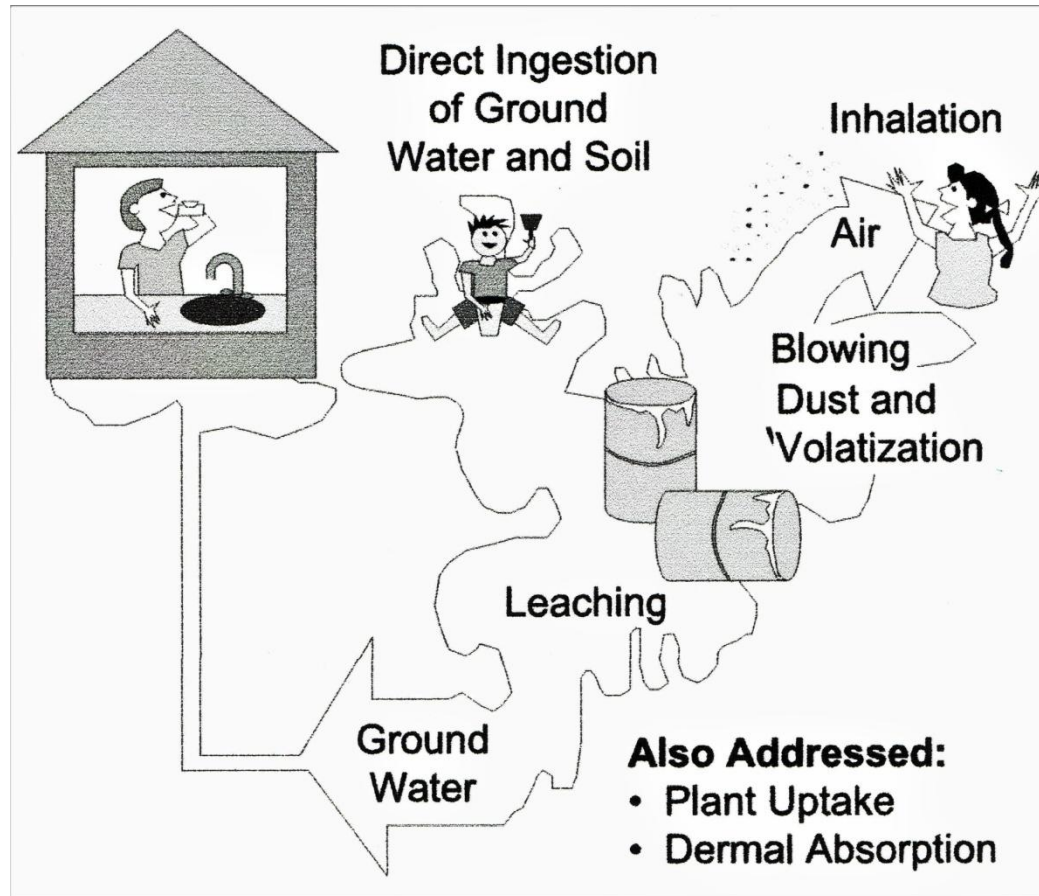 Direct Ingestion
of Ground
Water and Soil
Inhalation
Air
Blowing
Dust and
Volatization
Leaching
Ground
Water
Also Addressed:
• Plant Uptake
• Dermal Absorption